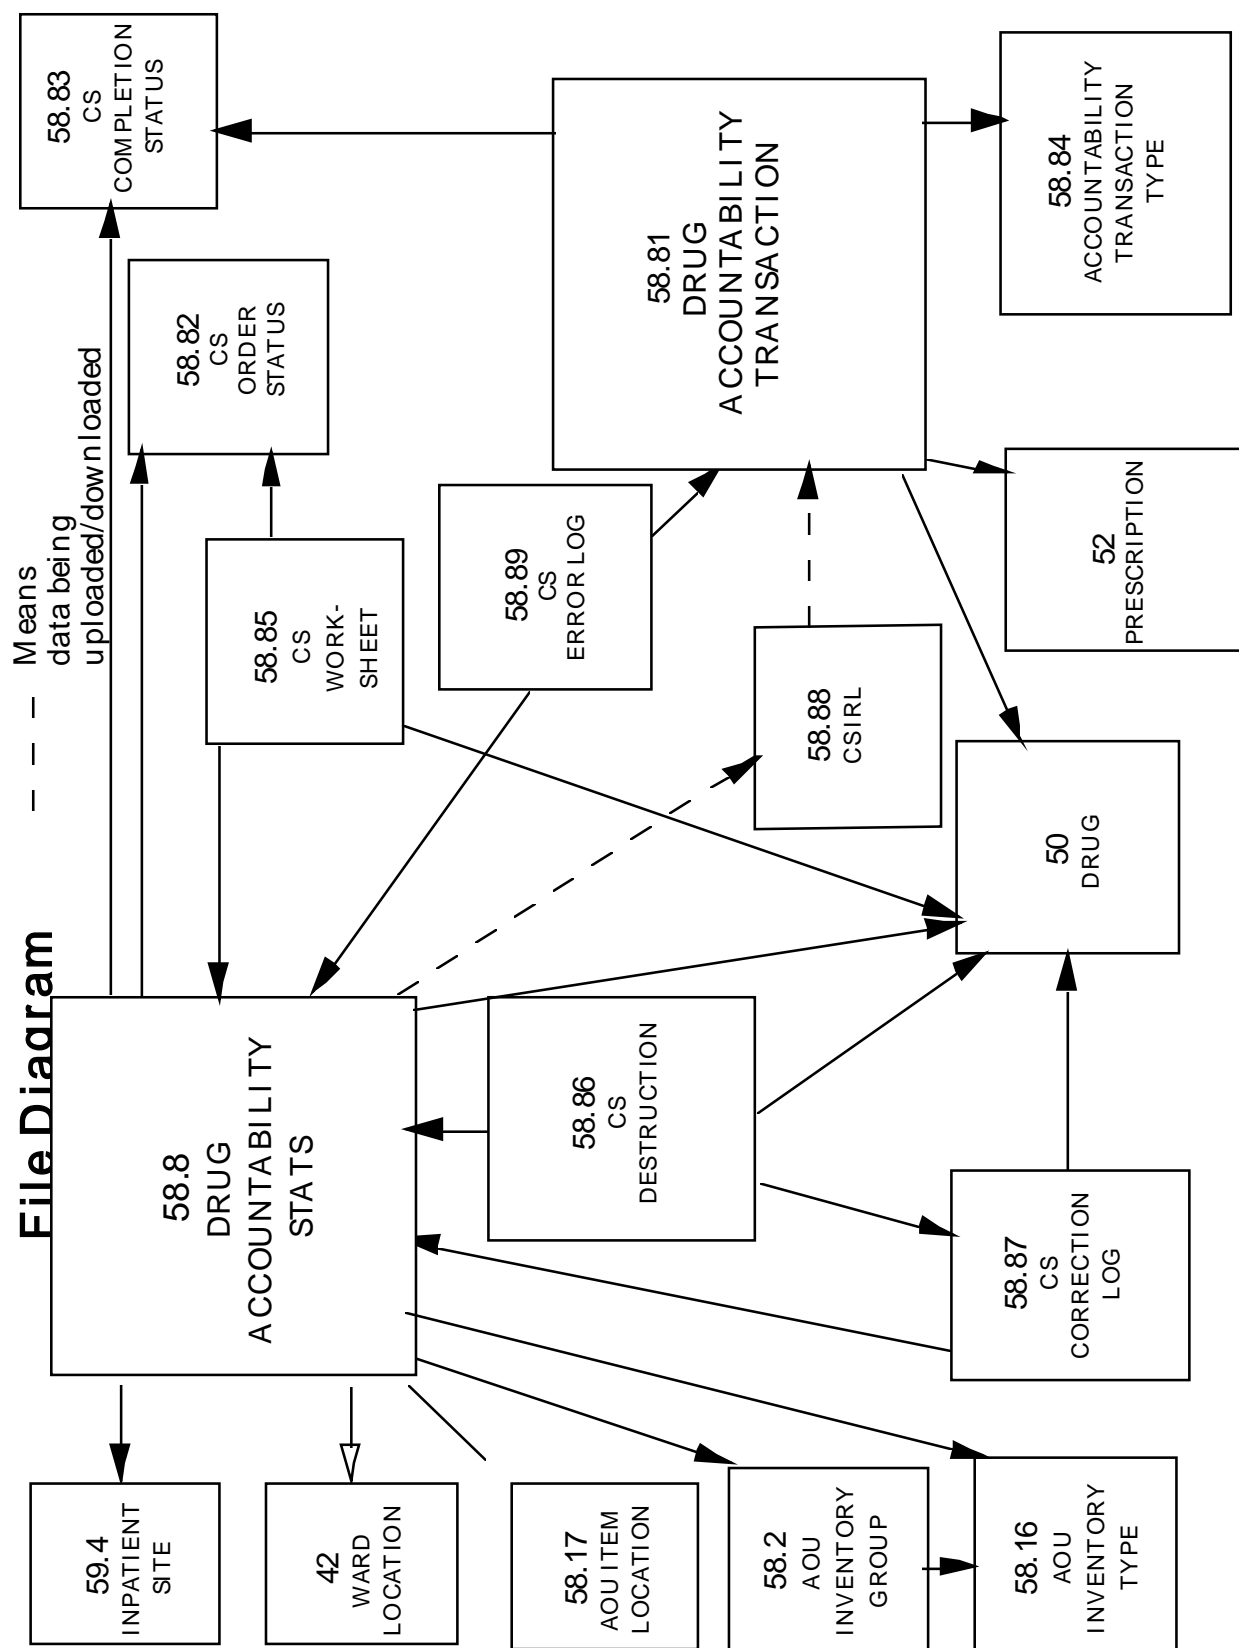 File Diagram
— — — Means
data being
uploaded/downloaded
59.4
INPATIENT
SITE
42
WARD
LOCATION
58.17
AOU ITEM
LOCATION
58.2
AOU
INVENTORY
GROUP
58.16
AOU
INVENTORY
TYPE
58.8
DRUG
ACCOUNTABILITY
STATS
58.86
CS
DESTRUCTION
58.87
CS
CORRECTION
LOG
58.85
CS
WORK-
SHEET
58.89
CS
ERROR LOG
58.88
CSIRL
50
DRUG
58.82
CS
ORDER
STATUS
58.83
CS
COMPLETION
STATUS
58.81
DRUG
ACCOUNTABILITY
TRANSACTION
52
PRESCRIPTION
58.84
ACCOUNTABILITY
TRANSACTION
TYPE